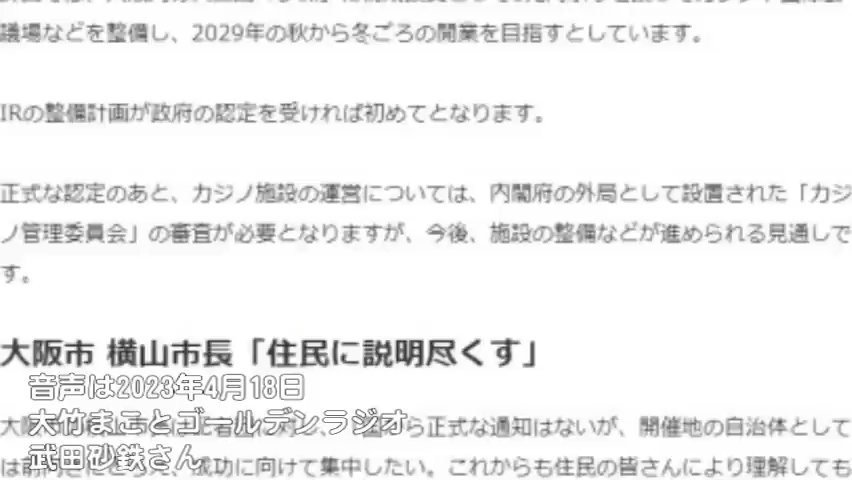 議場などを整備し、2029年の秋から冬ごろの開業を目指すとしています。
IRの整備計画が政府の認定を受ければ初めてとなります。
正式な認定のあと、カジノ施設の運営については、内閣府の外局として設置された「カジ
ノ管理委員会」の審査が必要となりますが、今後、施設の整備などが進められる見通しで
す。
大阪市 横山市長「住民に説明尽くす」
音声は2023年4月18日
大竹まことゴールデンラジオ
武田砂鉄さん
から正式な通知はないが、開催地の自治体として
成功に向けて集中したい。これからも住民の皆さんにより理解しても